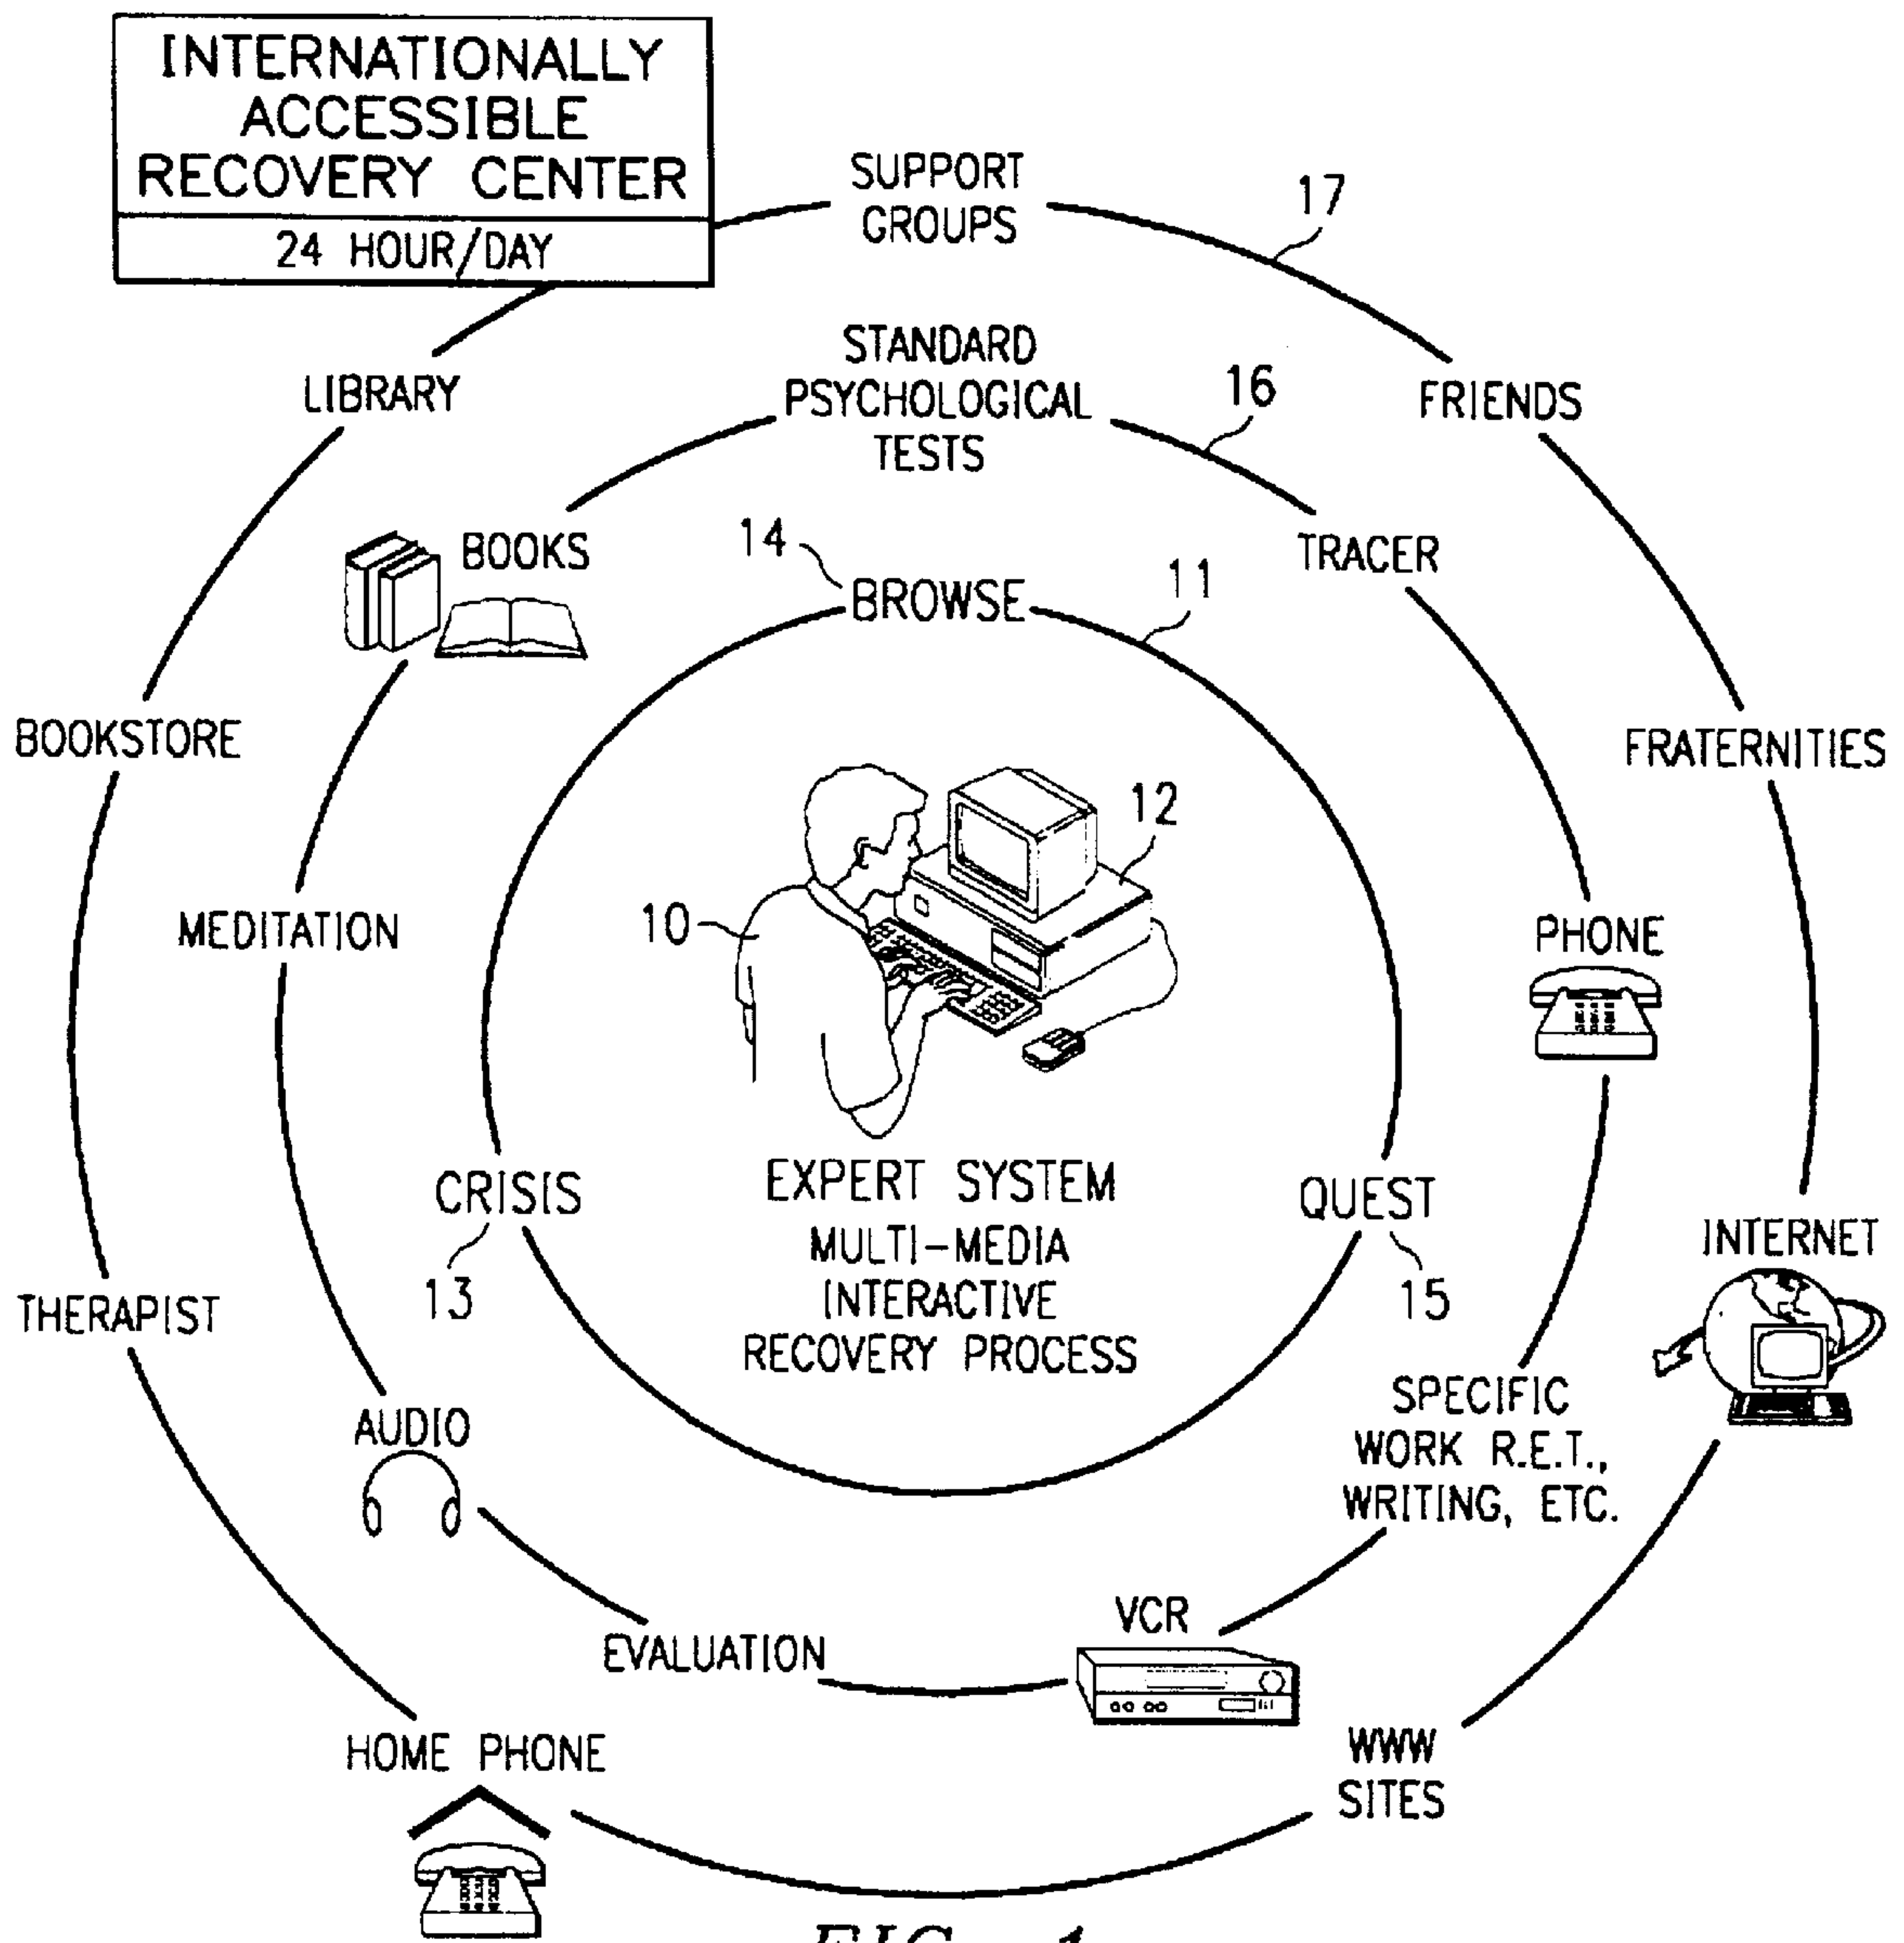 INTERNATIONALLY
ACCESSIBLE
RECOVERY CENTER
24 HOUR/DAY
SUPPORT
GROUPS
17
LIBRARY
STANDARD
PSYCHOLOGICAL
TESTS
16
FRIENDS
BOOKS
14
BROWSE
11
TRACER
BOOKSTORE
FRATERNITIES
12
10
MEDITATION
PHONE
CRISIS
13
EXPERT SYSTEM
MULTI-MEDIA
INTERACTIVE
RECOVERY PROCESS
QUEST
15
INTERNET
THERAPIST
AUDIO
SPECIFIC
WORK R.E.T.,
WRITING, ETC.
EVALUATION
VCR
HOME PHONE
WWW
SITES
FIG. 1